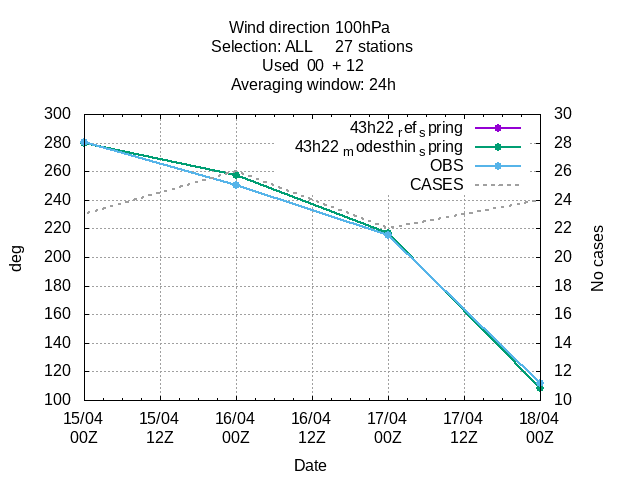 Wind direction 100hPa
Selection: ALL 27 stations
Used 00 + 12
Averaging window: 24h
300 30
280 28
260 26
240 24
220 22
200 20
180 18
160 16
140 14
120 12
100 10
43h22 ref spring
43h22 modesthin spring
OBS
CASES
deg
No cases
15/04 15/04 16/04 16/04 17/04 17/04 18/04
00Z 12Z 00Z 12Z 00Z 12Z 00Z
Date